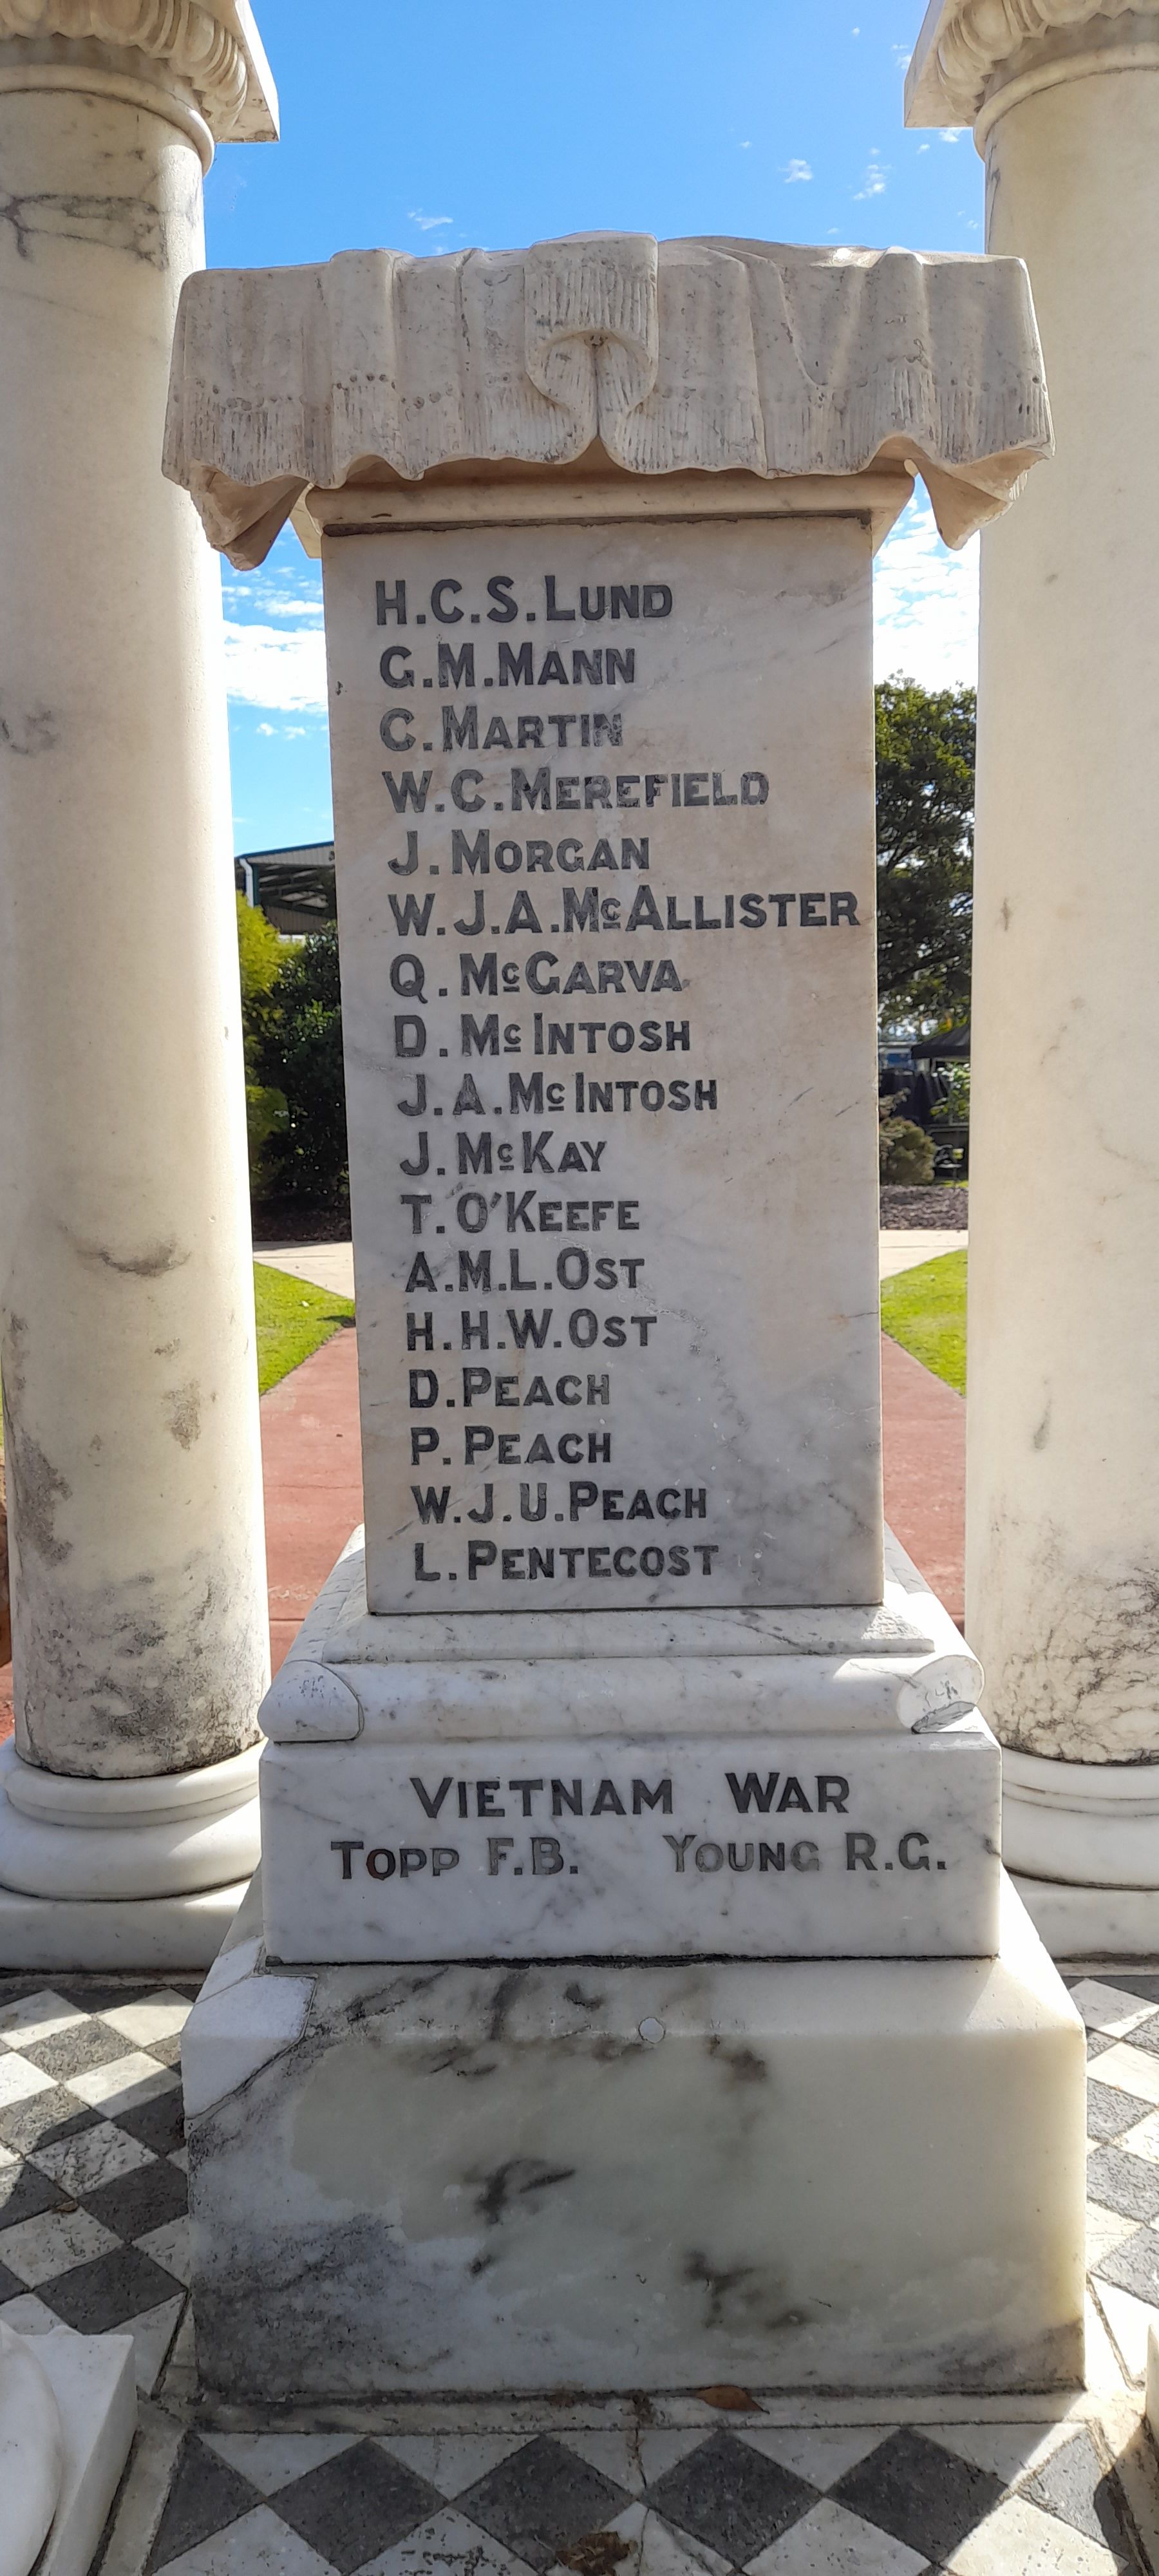 H.C.S.LUND
G.M.MANN
C.MARTIN
W.C.MEREFIELD
J.MORGAN
W.J.A.McALLISTER
Q.McGARVA
D.McINTOSH
J.A.McINTOSH
J.McKAY
T.O'KEEFE
A.M.L.OST
H.H.W.OST
D.PEACH
P.PEACH
W.J.U.PEACH
L.PENTECOST
VIETNAM WAR
TOPP F.B. YOUNG R.G.